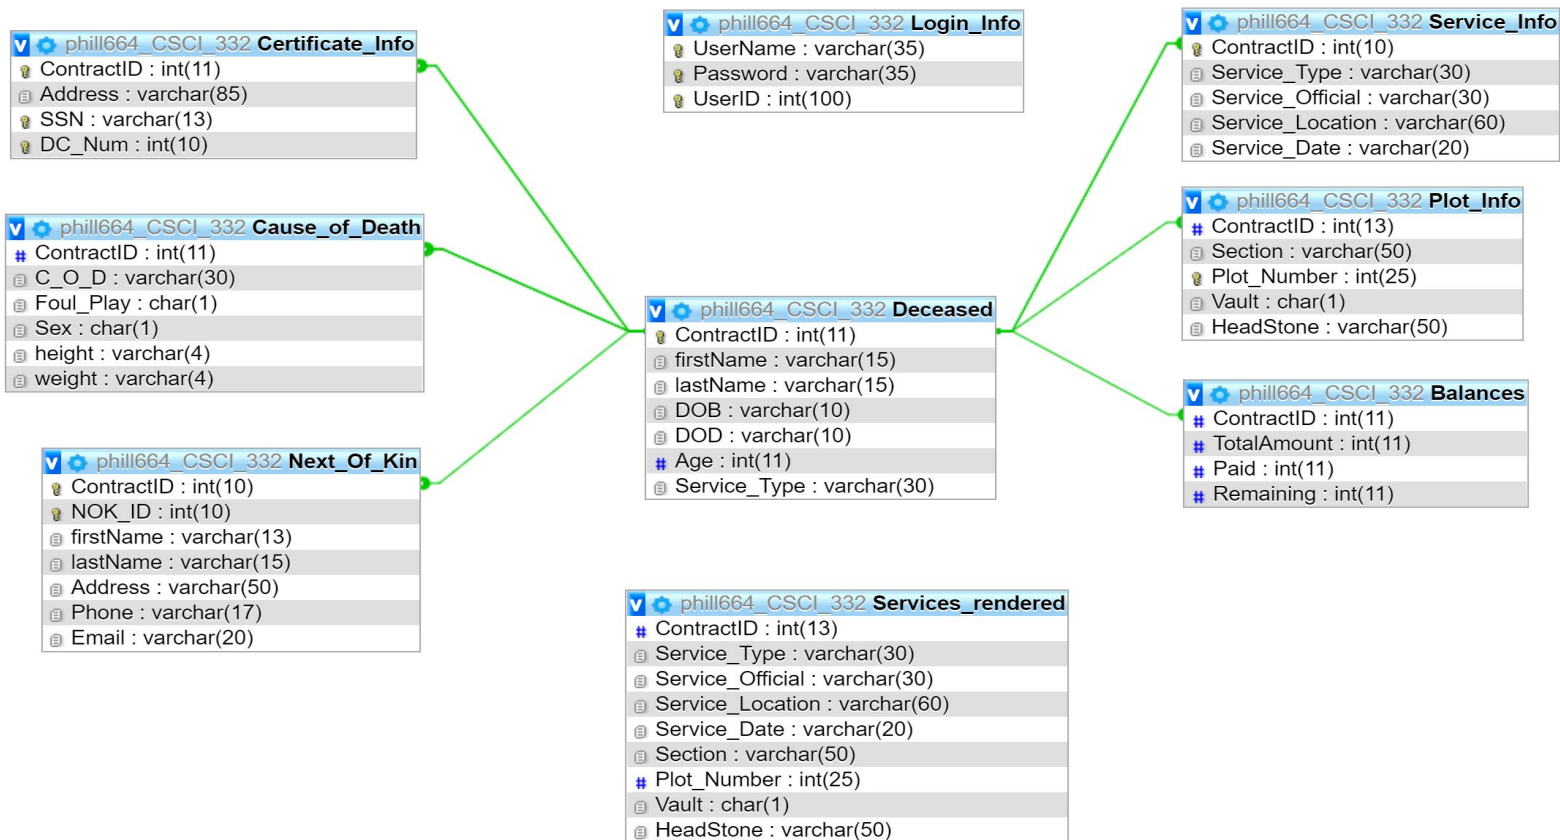 phill664_CSCI_332 Certificate_Info
ContractID : int(11)
Address : varchar(85)
SSN : varchar(13)
DC_Num : int(10)
phill664_CSCI_332 Login_Info
UserName : varchar(35)
Password : varchar(35)
UserID : int(100)
phill664_CSCI_332 Service_Info
ContractID : int(10)
Service_Type : varchar(30)
Service_Official : varchar(30)
Service_Location : varchar(60)
Service_Date : varchar(20)
phill664_CSCI_332 Cause_of_Death
ContractID : int(11)
C_O_D : varchar(30)
Foul_Play : char(1)
Sex : char(1)
height : varchar(4)
weight : varchar(4)
phill664_CSCI_332 Plot_Info
ContractID : int(13)
Section : varchar(50)
Plot_Number : int(25)
Vault : char(1)
HeadStone : varchar(50)
phill664_CSCI_332 Deceased
ContractID : int(11)
firstName : varchar(15)
lastName : varchar(15)
DOB : varchar(10)
DOD : varchar(10)
Age : int(11)
Service_Type : varchar(30)
phill664_CSCI_332 Balances
ContractID : int(11)
TotalAmount : int(11)
Paid : int(11)
Remaining : int(11)
phill664_CSCI_332 Next_Of_Kin
ContractID : int(10)
NOK_ID : int(10)
firstName : varchar(13)
lastName : varchar(15)
Address : varchar(50)
Phone : varchar(17)
Email : varchar(20)
phill664_CSCI_332 Services_rendered
ContractID : int(13)
Service_Type : varchar(30)
Service_Official : varchar(30)
Service_Location : varchar(60)
Service_Date : varchar(20)
Section : varchar(50)
Plot_Number : int(25)
Vault : char(1)
HeadStone : varchar(50)